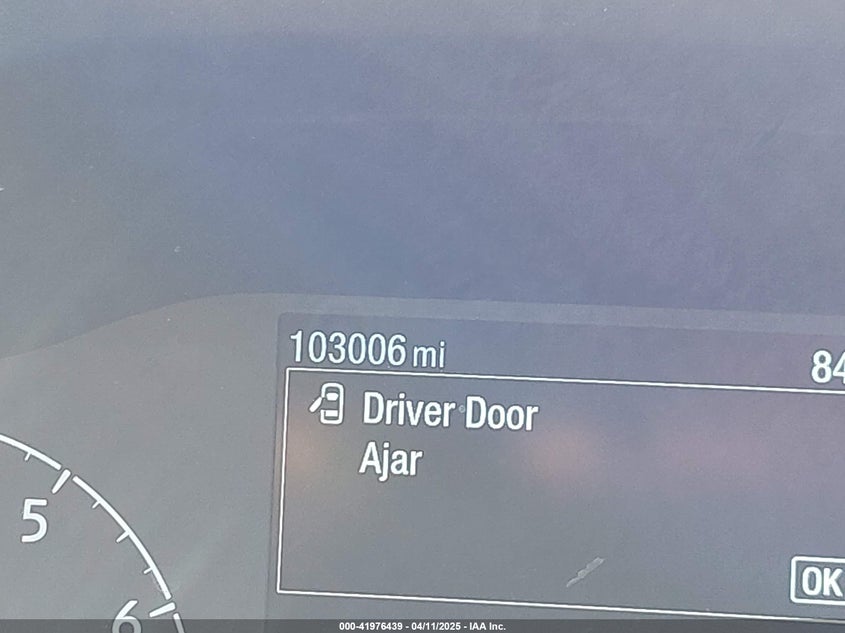 103006 mi
84
Driver Door
Ajar
5
OK
6
000-41976439 - 04/11/2025 - IAA Inc.